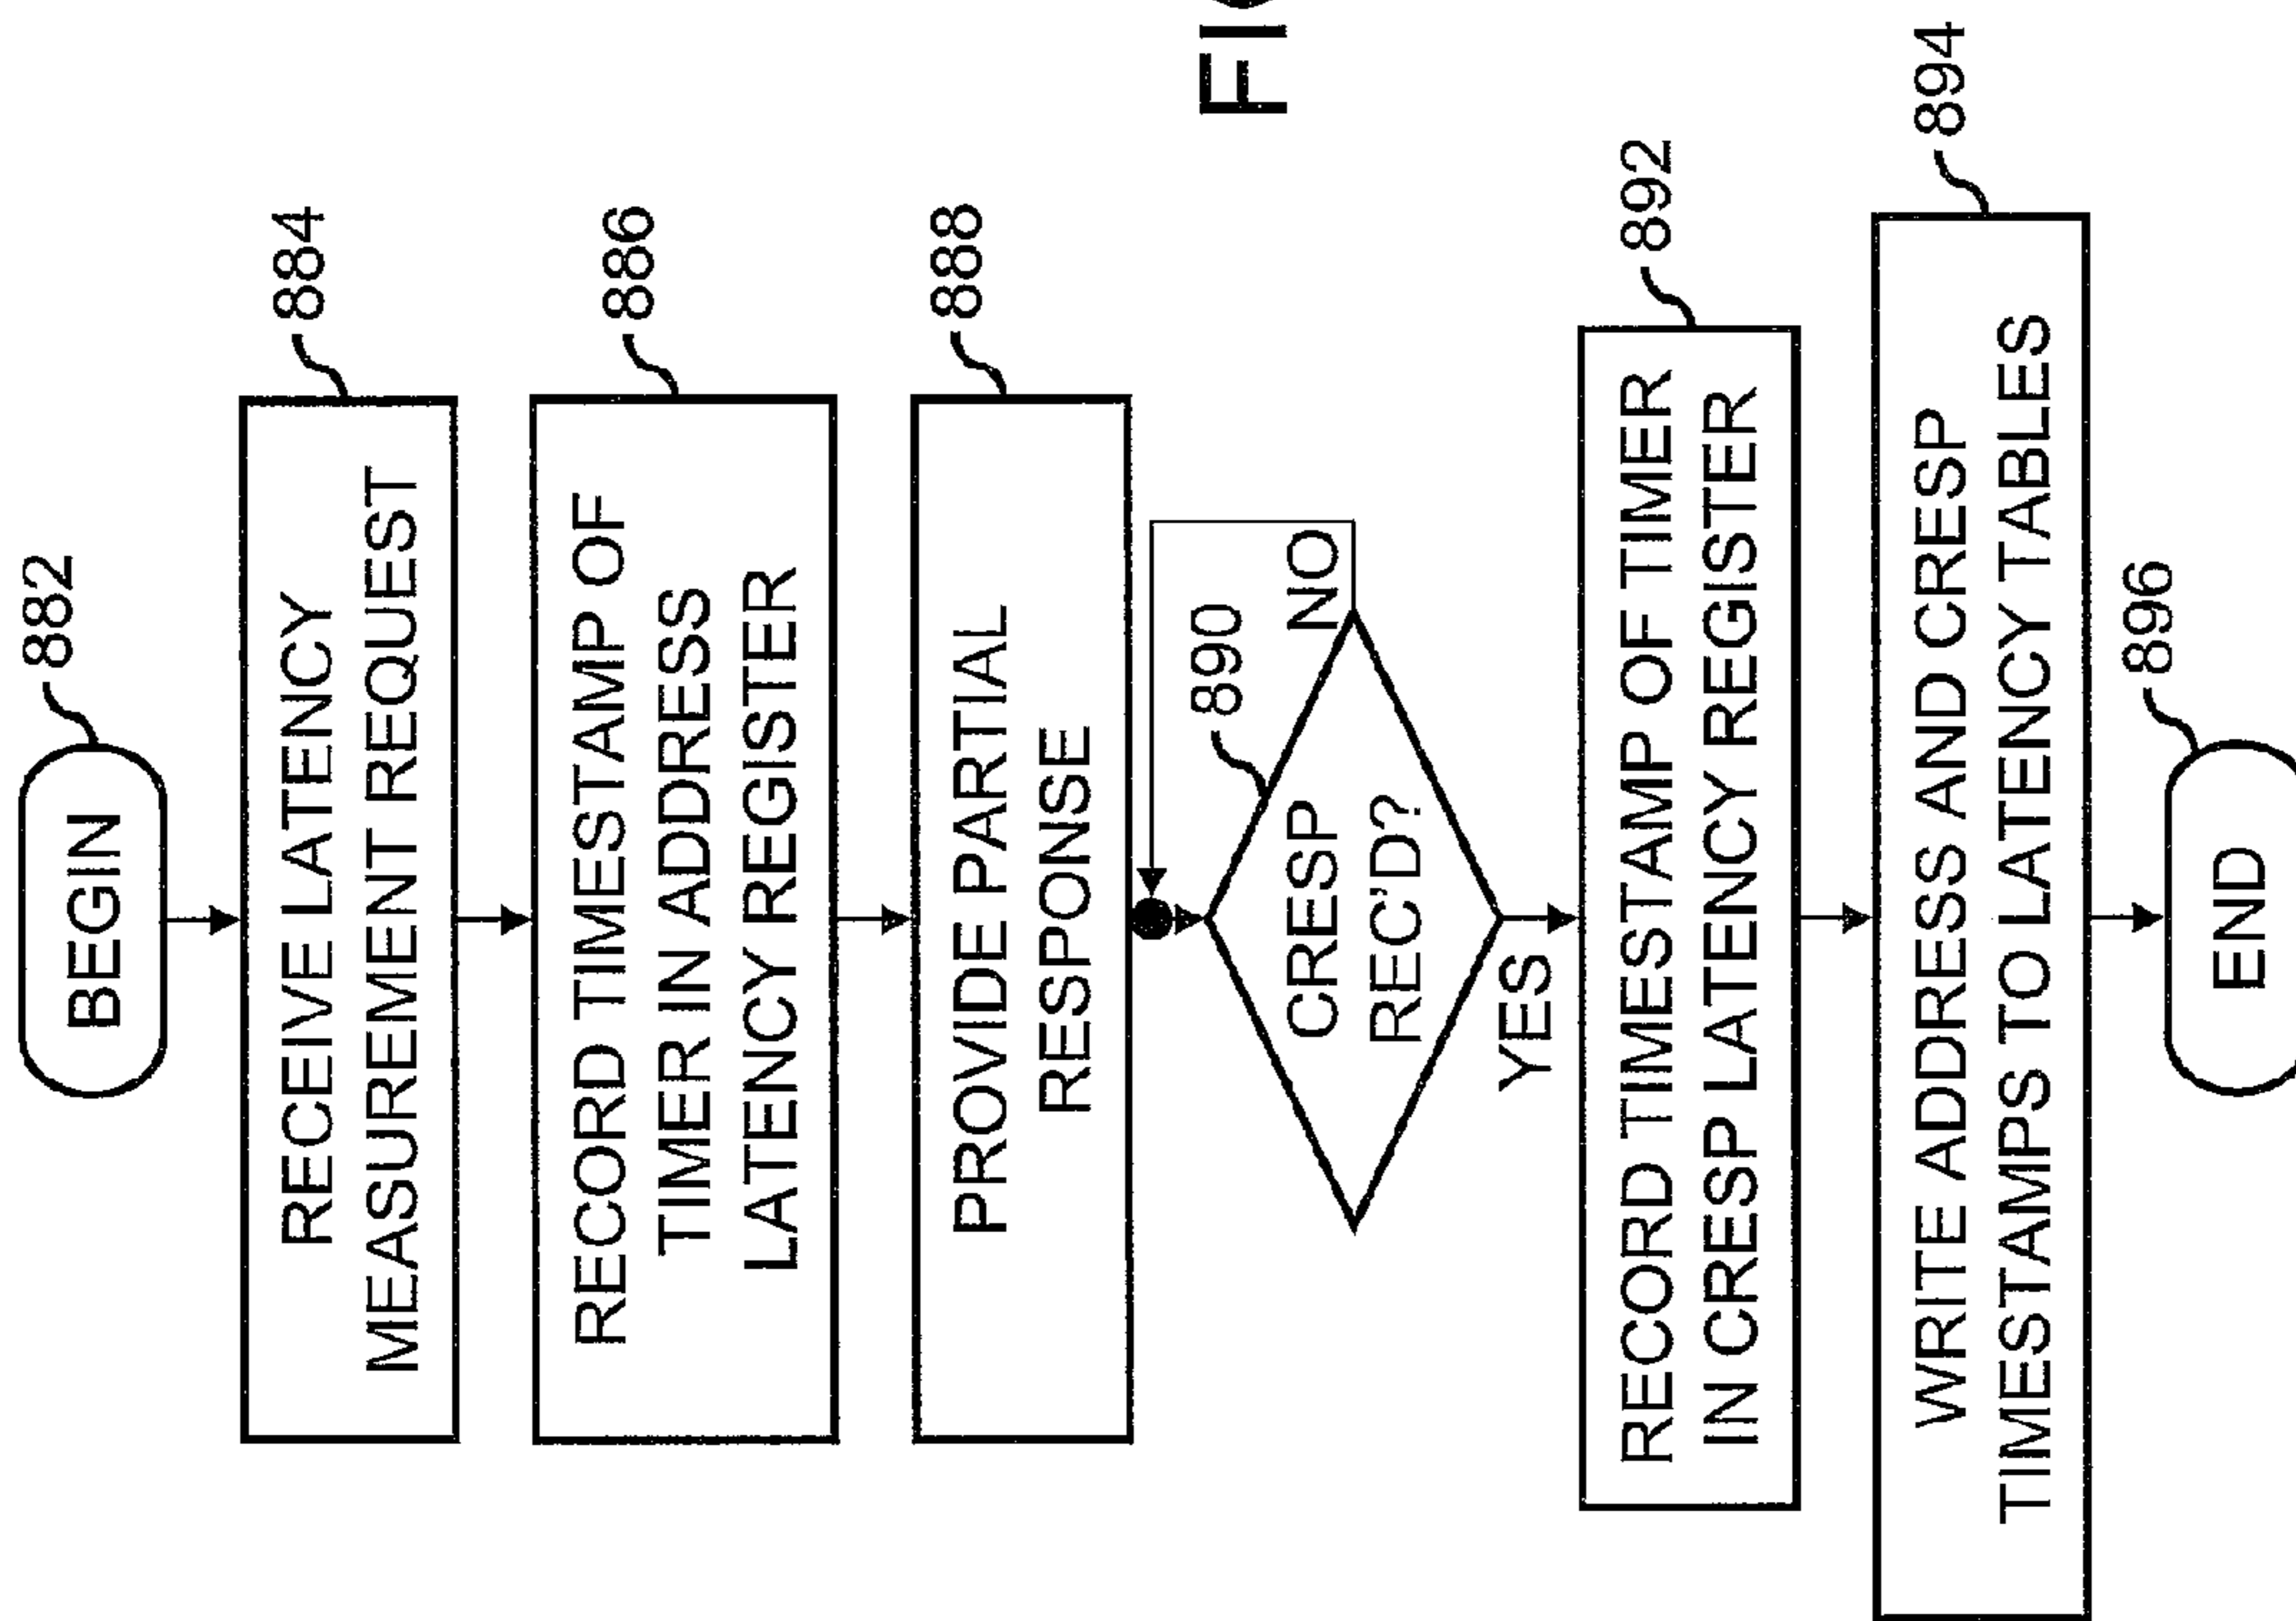 BEGIN
882
RECEIVE LATENCY
MEASUREMENT REQUEST
884
RECORD TIMESTAMP OF
TIMER IN ADDRESS
LATENCY REGISTER
886
PROVIDE PARTIAL
RESPONSE
888
CRESP
REC'D?
890
NO
YES
RECORD TIMESTAMP OF TIMER
IN CRESP LATENCY REGISTER
892
WRITE ADDRESS AND CRESP
TIMESTAMPS TO LATENCY TABLES
894
END
896